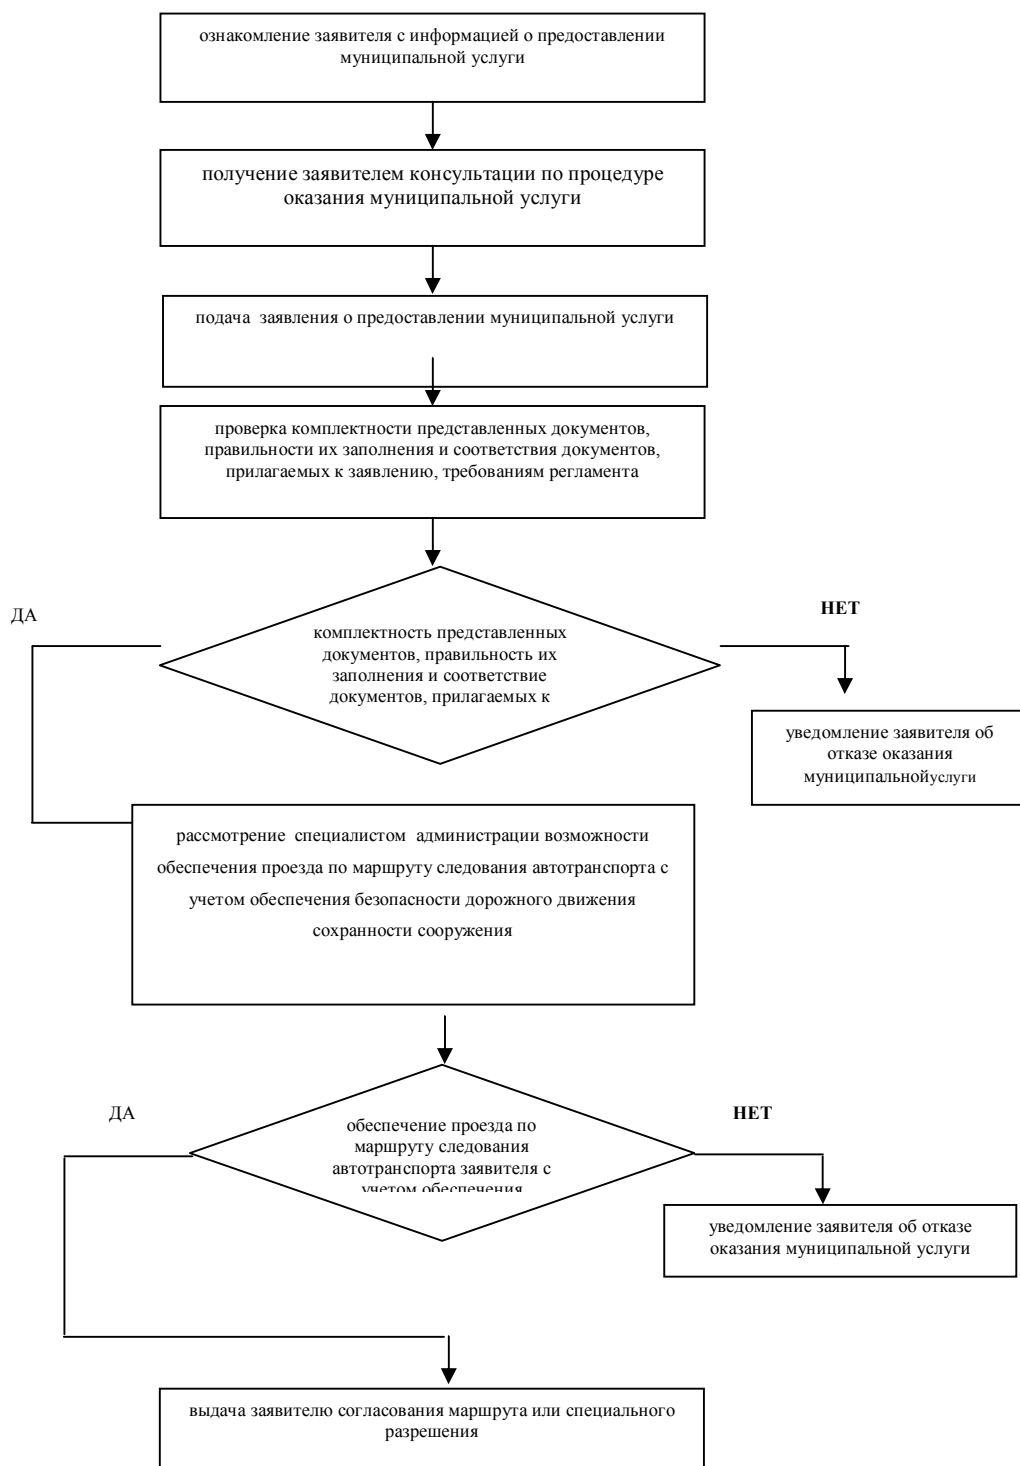 ознакомление заявителя с информацией о предоставлении
муниципальной услуги
получение заявителем консультации по процедуре
оказания муниципальной услуги
подача заявления о предоставлении муниципальной услуги
проверка комплектности представленных документов,
правильности их заполнения и соответствия документов,
прилагаемых к заявлению, требованиям регламента
ДА
НЕТ
комплектность представленных
документов, правильность их
заполнения и соответствие
документов, прилагаемых к
уведомление заявителя об
отказе оказания
муниципальнойуслуги
рассмотрение специалистом администрации возможности
обеспечения проезда по маршруту следования автотранспорта с
учетом обеспечения безопасности дорожного движения
сохранности сооружения
ДА
НЕТ
обеспечение проезда по
маршруту следования
автотранспорта заявителя с
учетом обеспечения
уведомление заявителя об отказе
оказания муниципальной услуги
выдача заявителю согласования маршрута или специального
разрешения